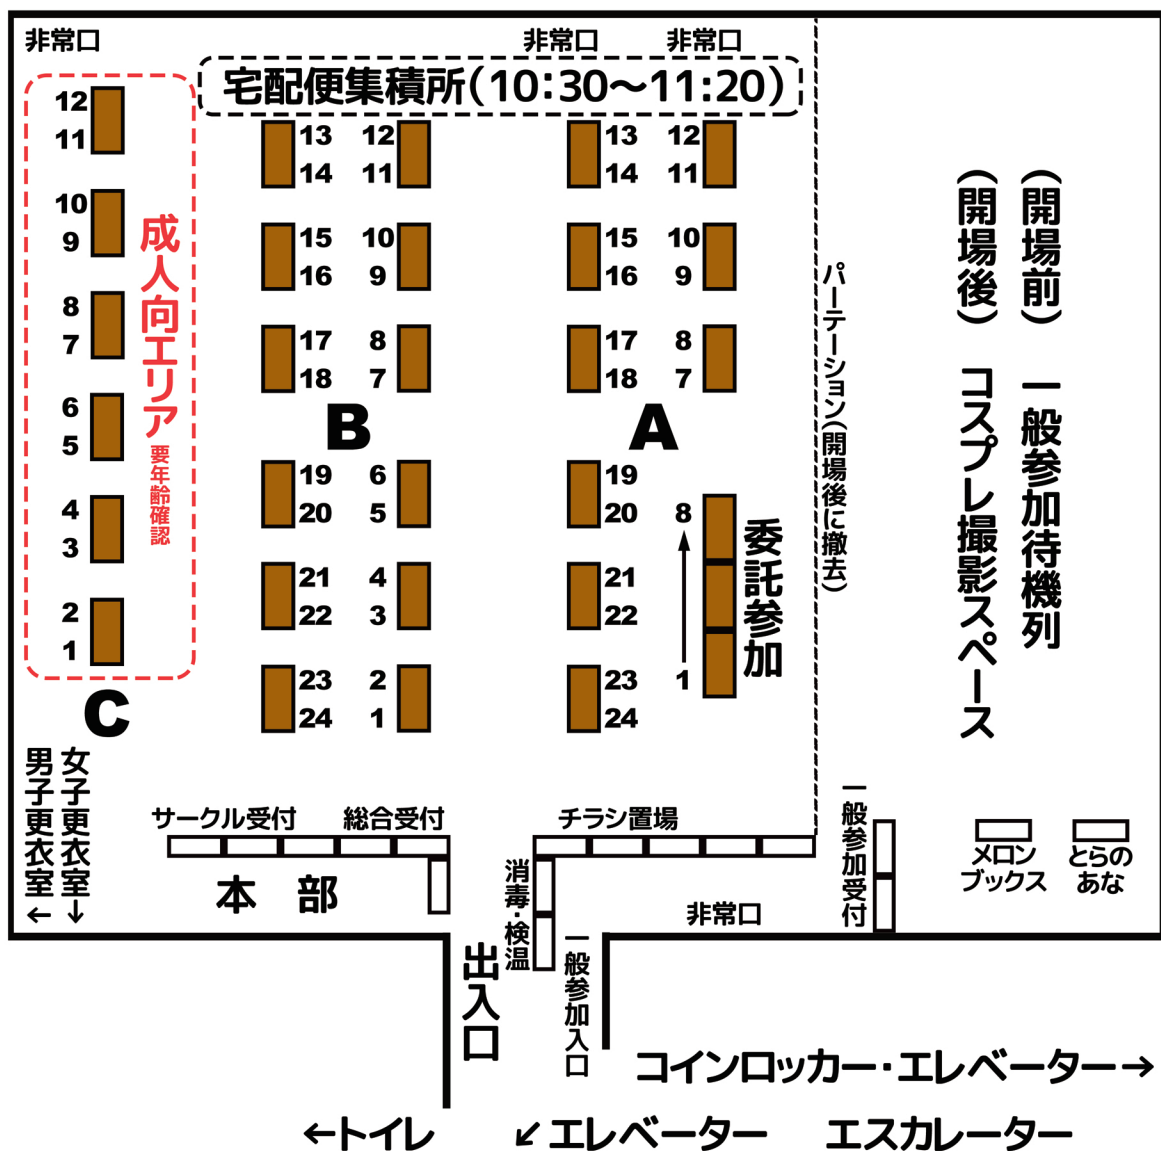 非常口
非常口
非常口
宅配便集積所(10:30～11:20)
12
11
10
9
8
7
6
5
4
3
2
1
成人向エリア
要年齢確認
C
13
14
15
16
17
18
19
20
21
22
23
24
12
11
10
9
8
7
B
6
5
4
3
2
1
13
14
15
16
17
18
19
20
21
22
23
24
12
11
10
9
8
7
A
8
1
委託参加
パーテーション(開場後に撤去)
(開場前) 一般参加待機列
(開場後) コスプレ撮影スペース
女子更衣室↓
男子更衣室←
サークル受付
総合受付
本 部
チラシ置場
消毒・検温
非常口
一般参加受付
メロン
ブックス
とらの
あな
出入口
一般参加入口
コインロッカー・エレベーター→
←トイレ
↙エレベーター
エスカレーター